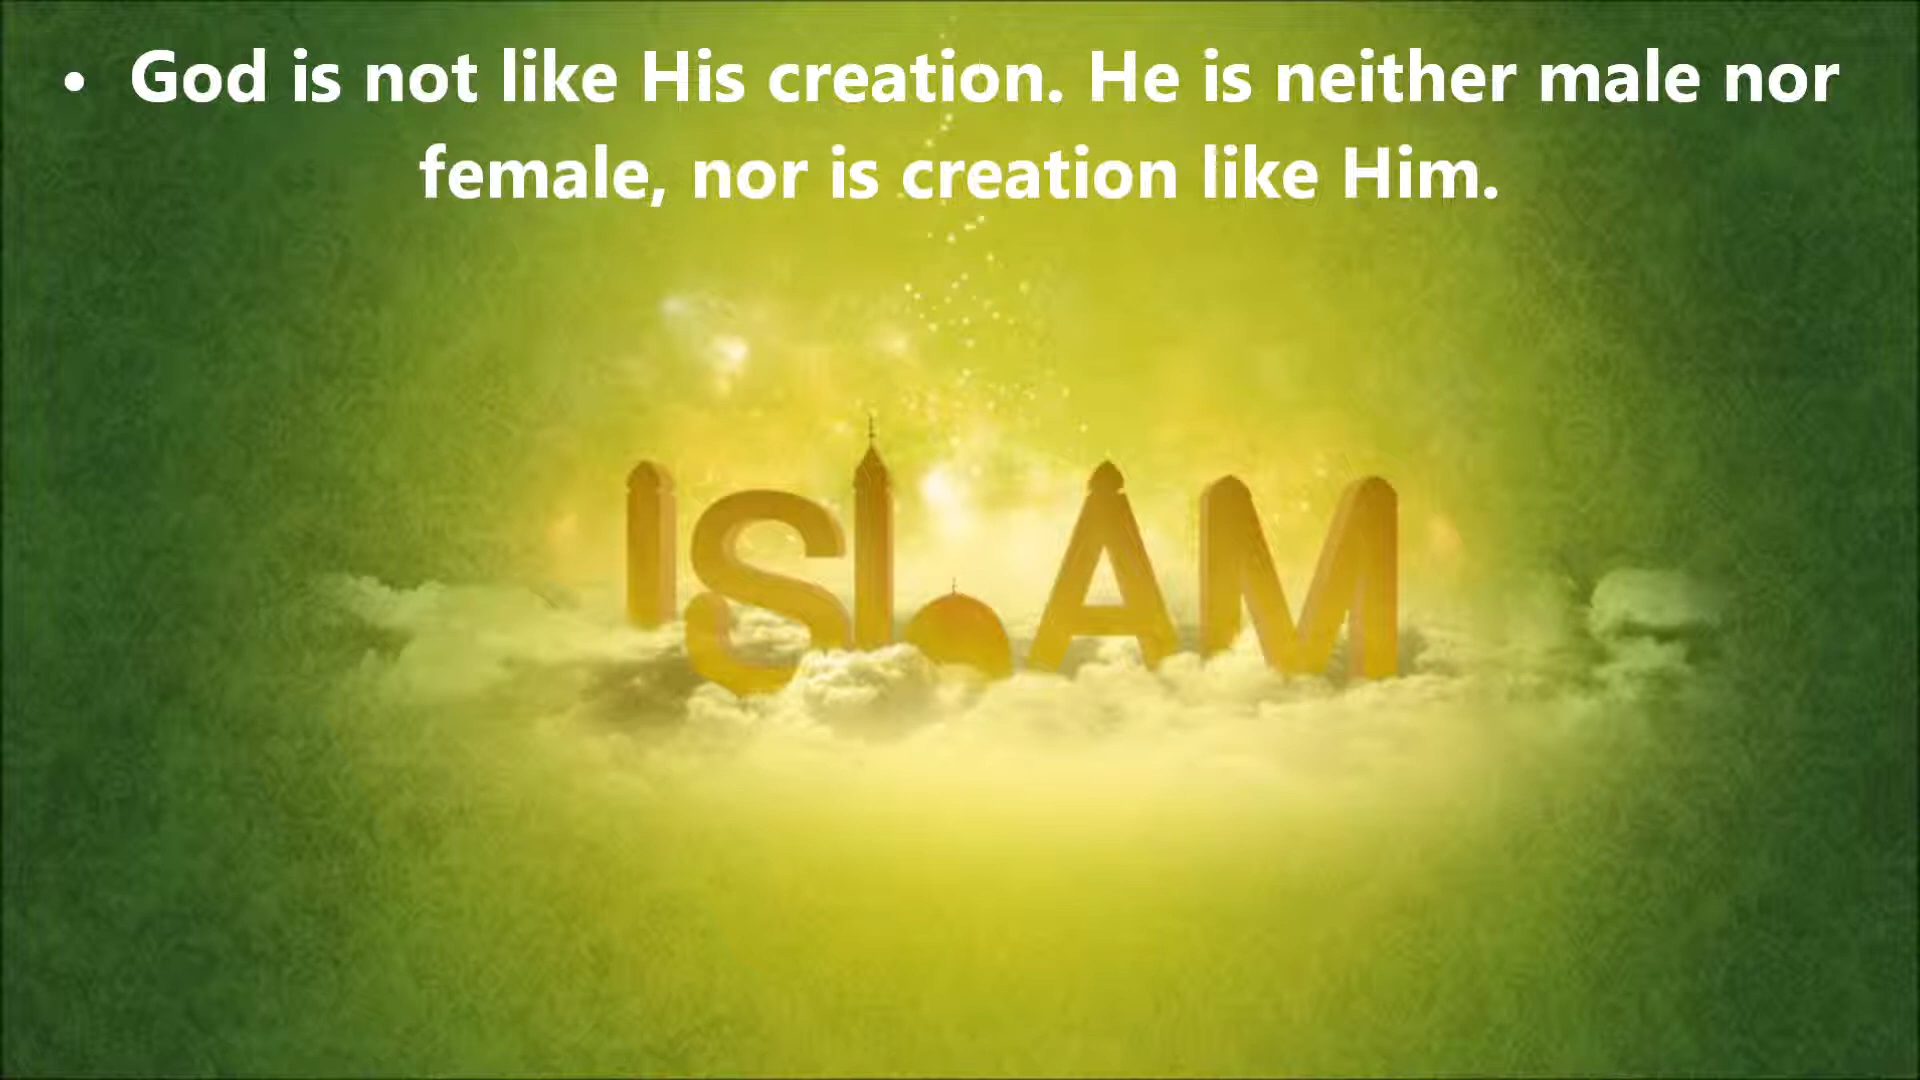 • God is not like His creation. He is neither male nor
female, nor is creation like Him.
ISLAM